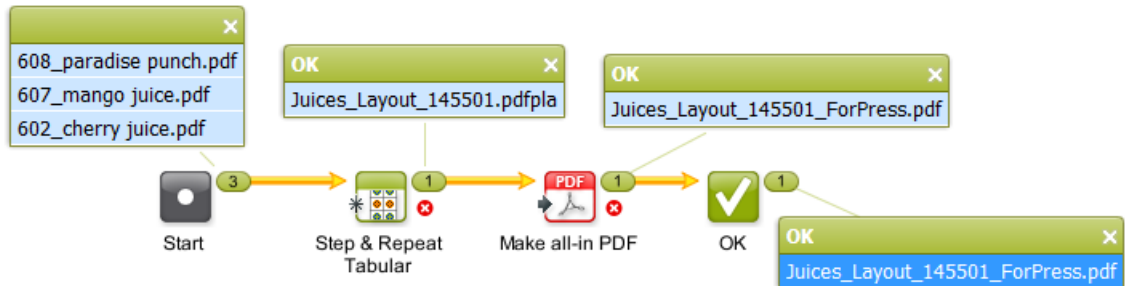 608_paradise punch.pdf
607_mango juice.pdf
602_cherry juice.pdf
OK
Juices_Layout_145501.pdfpla
OK
Juices_Layout_145501_ForPress.pdf
3
1
PDF
1
1
Start
Step & Repeat
Tabular
Make all-in PDF
OK
OK
Juices_Layout_145501_ForPress.pdf